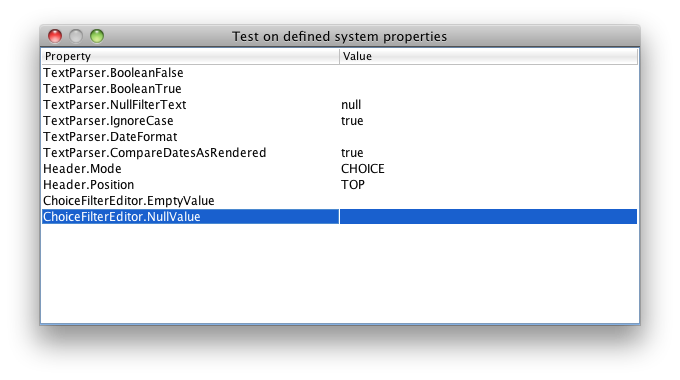 Test on defined system properties
Property Value
TextParser.BooleanFalse
TextParser.BooleanTrue
TextParser.NullFilterText null
TextParser.IgnoreCase true
TextParser.DateFormat
TextParser.CompareDatesAsRendered true
Header.Mode CHOICE
Header.Position TOP
ChoiceFilterEditor.EmptyValue
ChoiceFilterEditor.NullValue